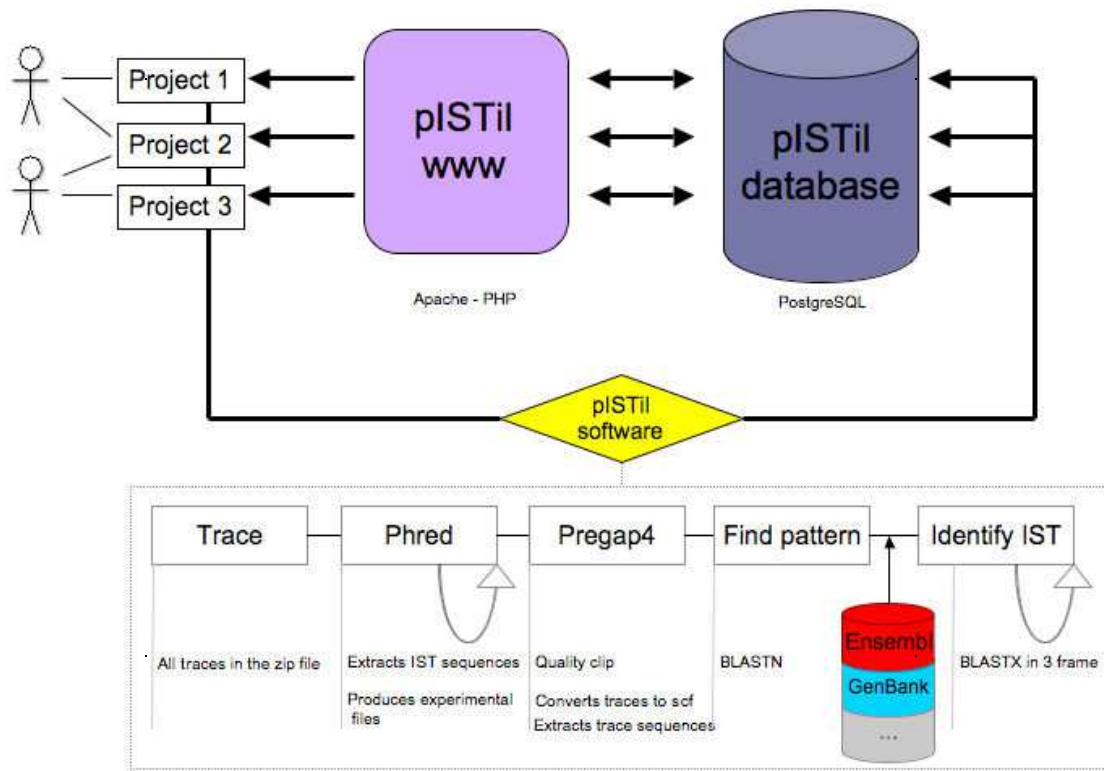 Project 1
Project 2
Project 3
pISTil
www
pISTil
database
Apache - PHP
PostgreSQL
pISTil
software
Trace
Phred
Pregap4
Find pattern
Identify IST
All traces in the zip file
Extracts IST sequences
Produces experimental
files
Quality clip
Converts traces to scf
Extracts trace sequences
BLASTN
Ensembl
GenBank
...
BLASTX in 3 frame